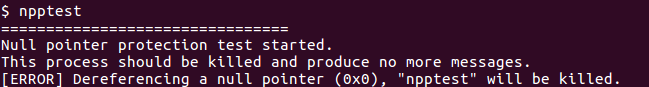 $ npptest
================================
Null pointer protection test started.
This process should be killed and produce no more messages.
[ERROR] Dereferencing a null pointer (0x0), "npptest" will be killed.